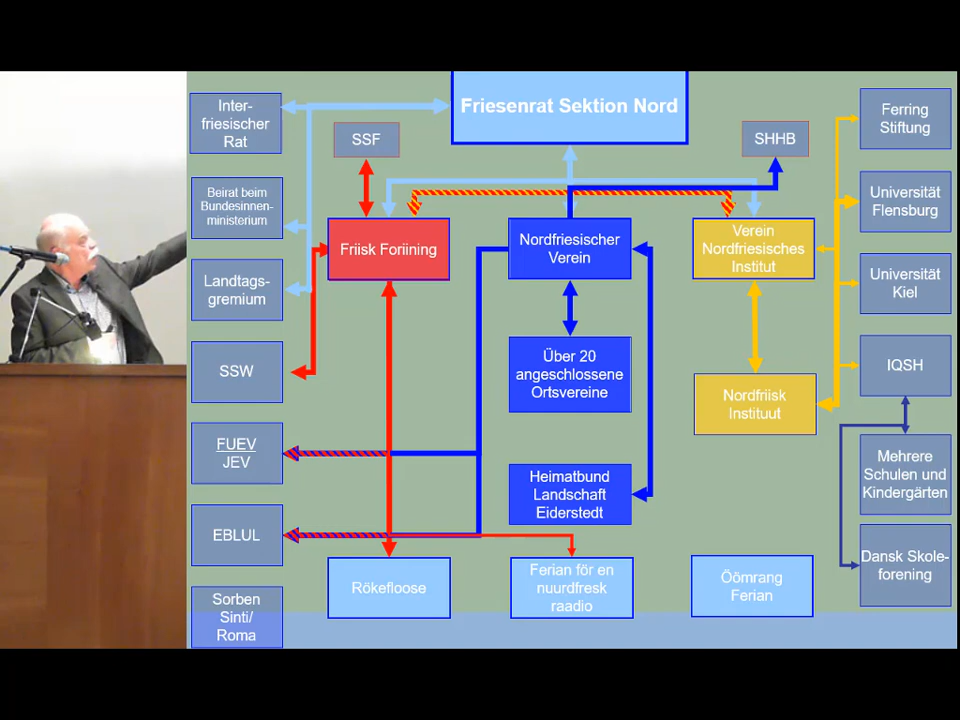 Friesenrat Sektion Nord
Inter-
friesischer
Rat
SSF
SHHB
Ferring
Stiftung
Beirat beim
Bundesinnen-
ministerium
Universität
Flensburg
Friisk Foriining
Nordfriesischer
Verein
Verein
Nordfriesisches
Institut
Landtags-
gremium
Universität
Kiel
SSW
Über 20
angeschlossene
Ortsvereine
Nordfriisk
Instituut
IQSH
FUEV
JEV
Heimatbund
Landschaft
Eiderstedt
Mehrere
Schulen und
Kindergärten
EBLUL
Rökefloose
Ferian för en
nuurdfresk
raadio
Öömrang
Ferian
Dansk Skole-
forening
Sorben
Sinti/
Roma